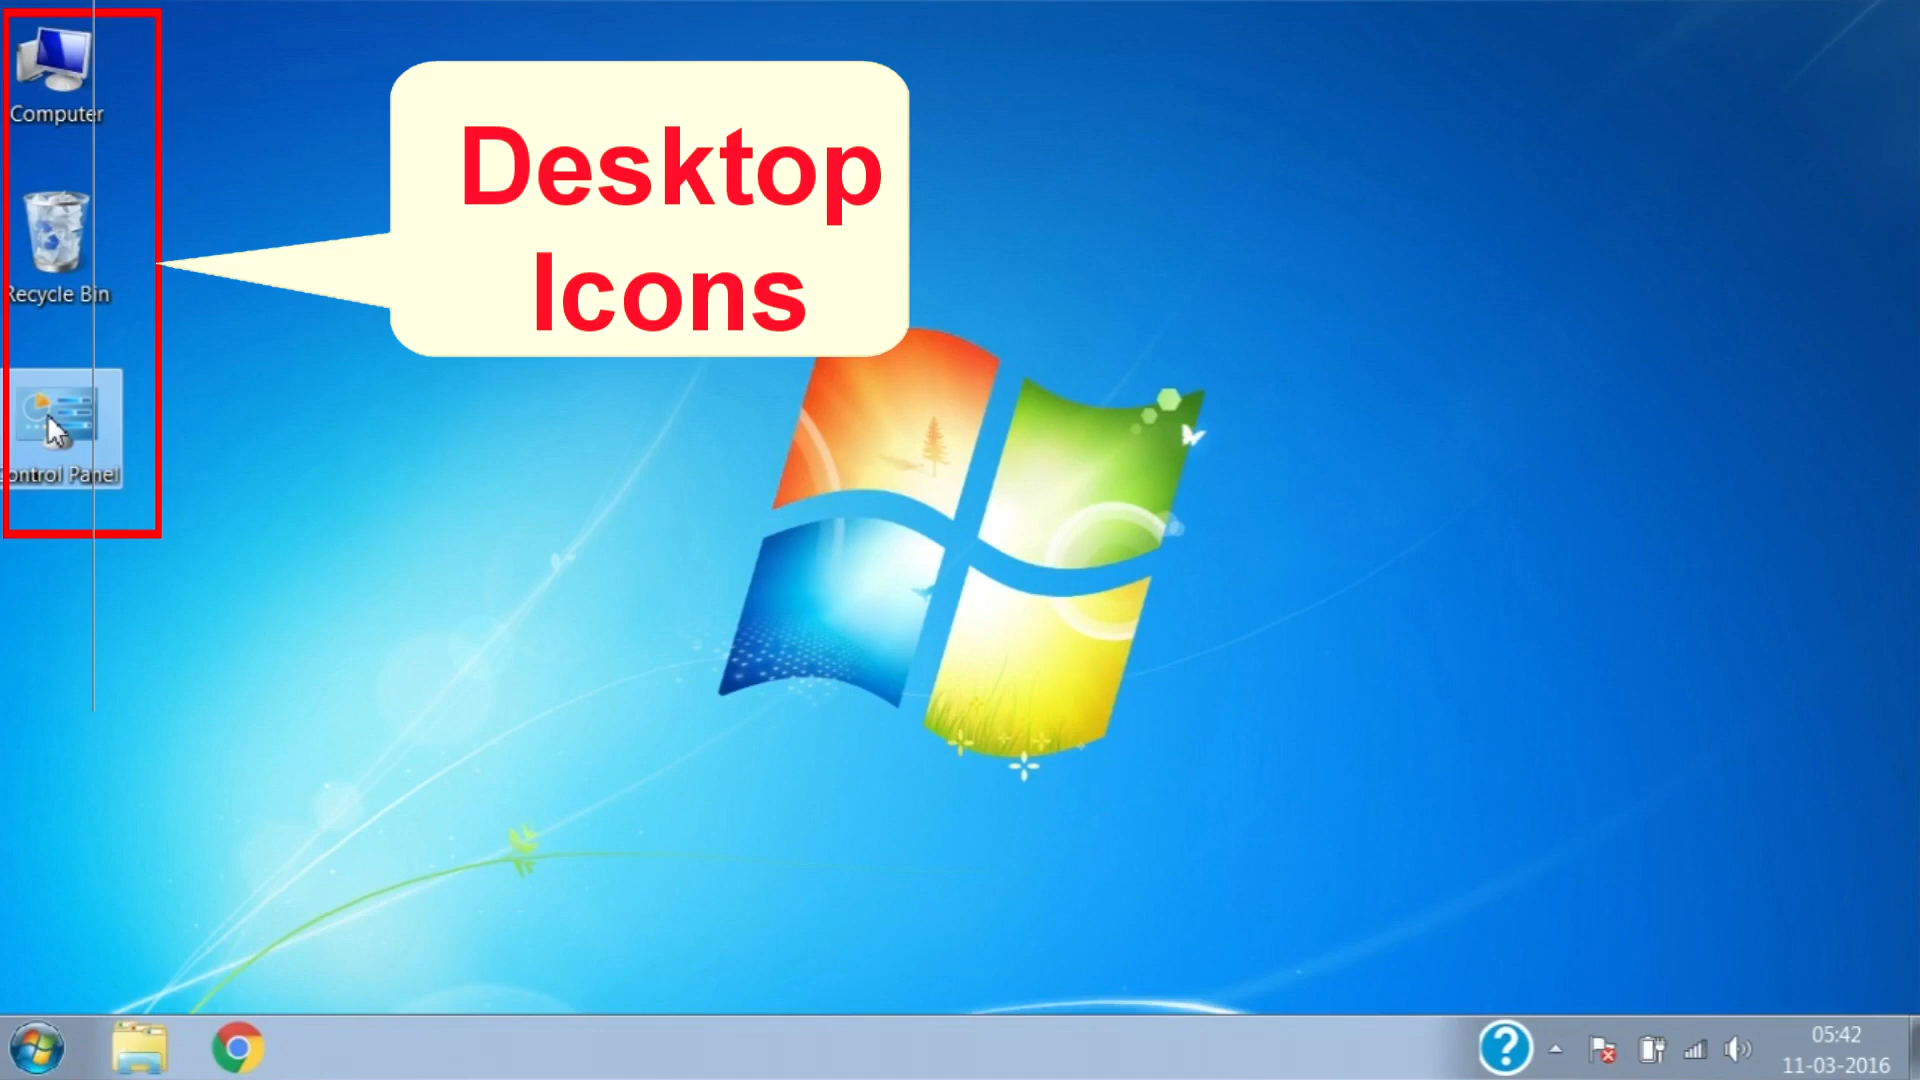 Computer
Desktop
Icons
Recycle Bin
ontrol Panel
05:42
11-03-2016